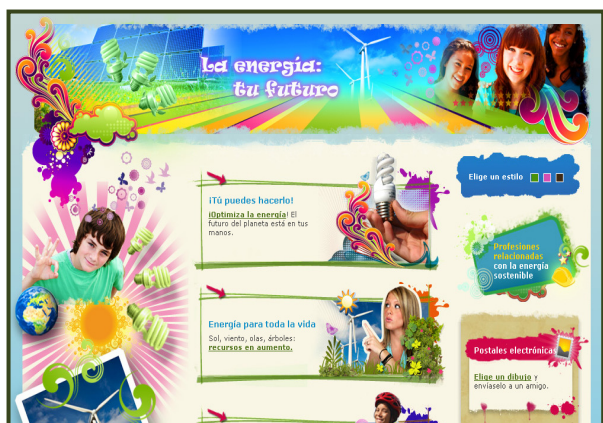 La energía:
tu futuro
¡Tú puedes hacerlo!
¡Optimiza la energía! El
futuro del planeta está en tus
manos.
Energía para toda la vida
Sol, viento, olas, árboles:
recursos en aumento.
Elige un estilo
Profesiones
relacionadas
con la energía
sostenible
Postales electrónicas
Elige un dibujo y
envíaselo a un amigo.